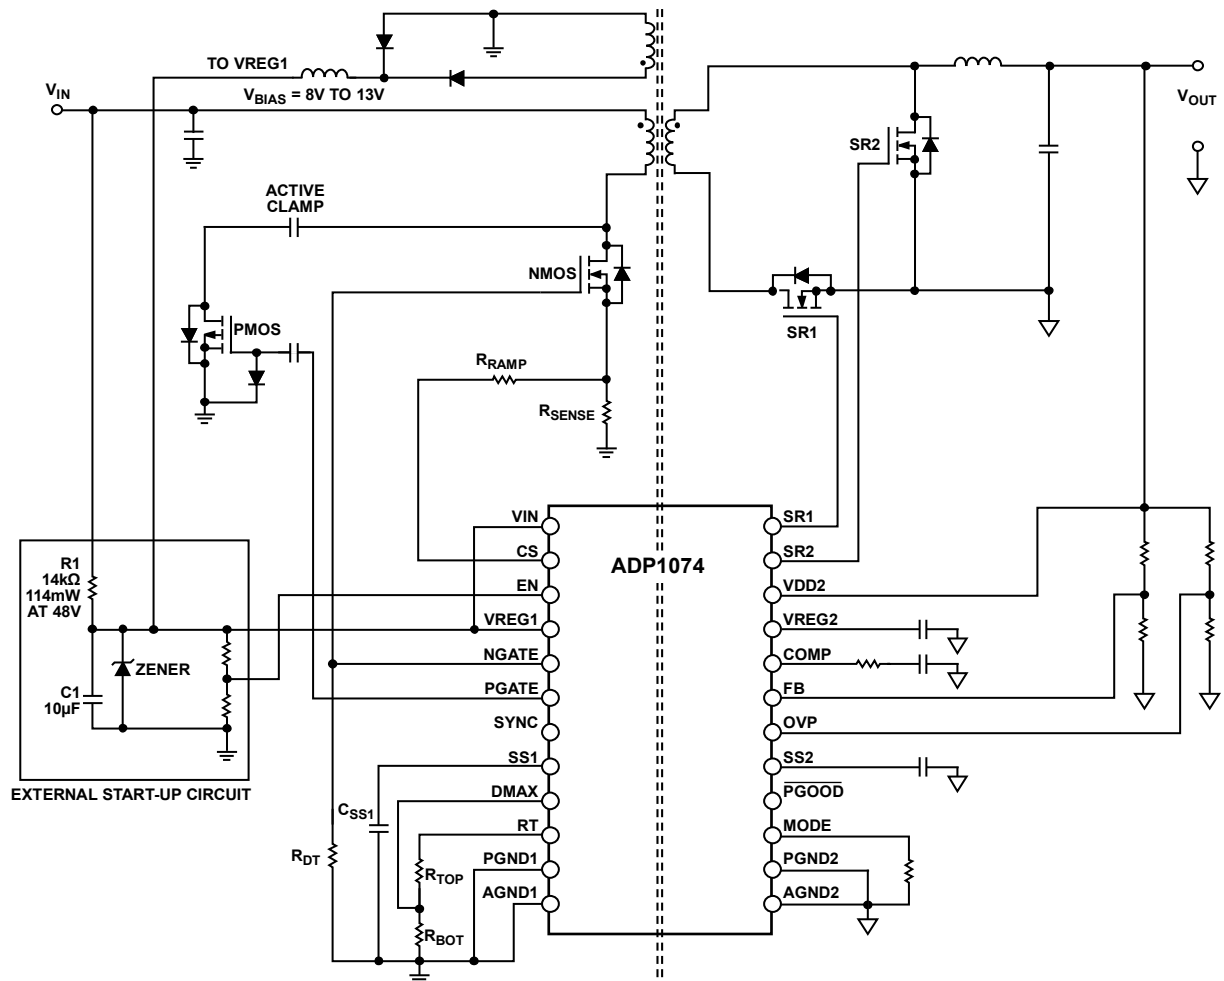 TO VREG1
V_BIAS = 8V TO 13V
V_IN
V_OUT
SR2
ACTIVE
CLAMP
NMOS
SR1
PMOS
R_RAMP
R_SENSE
ADP1074
VIN
CS
EN
VREG1
NGATE
PGATE
SYNC
SS1
DMAX
RT
PGND1
AGND1
SR1
SR2
VDD2
VREG2
COMP
FB
OVP
SS2
PGOOD
MODE
PGND2
AGND2
R1
14kΩ
114mW
AT 48V
ZENER
C1
10µF
EXTERNAL START-UP CIRCUIT
C_SS1
R_DT
R_TOP
R_BOT